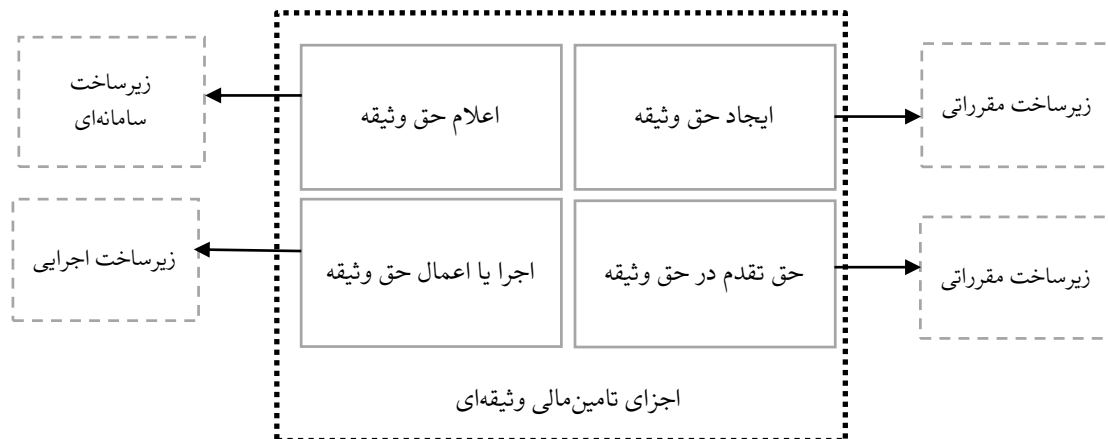 زیرساخت مقرراتی
ایجاد حق وثیقه
اعلام حق وثیقه
زیرساخت
سامانه‌ای
زیرساخت مقرراتی
حق تقدم در حق وثیقه
اجرا یا اعمال حق وثیقه
زیرساخت اجرایی
اجزای تامین‌مالی وثیقه‌ای